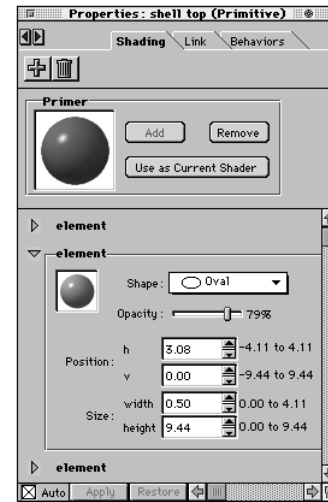 Properties: shell top (Primitive)
Shading Link Behaviors
Primer
Add Remove
Use as Current Shader
element
element
Shape: Oval
Opacity: 79%
Position: h 3.08 -4.11 to 4.11
v 0.00 -9.44 to 9.44
Size: width 0.50 0.00 to 4.11
height 9.44 0.00 to 9.44
element
Auto Apply Restore